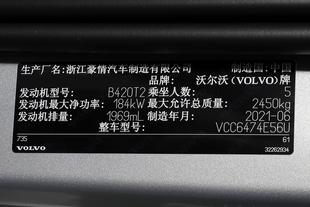 生产厂名: 浙江豪情汽车制造有限公司 制造国: 中国
品牌: 沃尔沃(VOLVO)牌
发动机型号: B420T2 乘坐人数: 5
发动机最大净功率: 184kW 最大允许总质量: 2450kg
发动机排量: 1969mL 制造年月: 2021-06
整车型号: VCC6474E56U
735 61
VOLVO 32262934